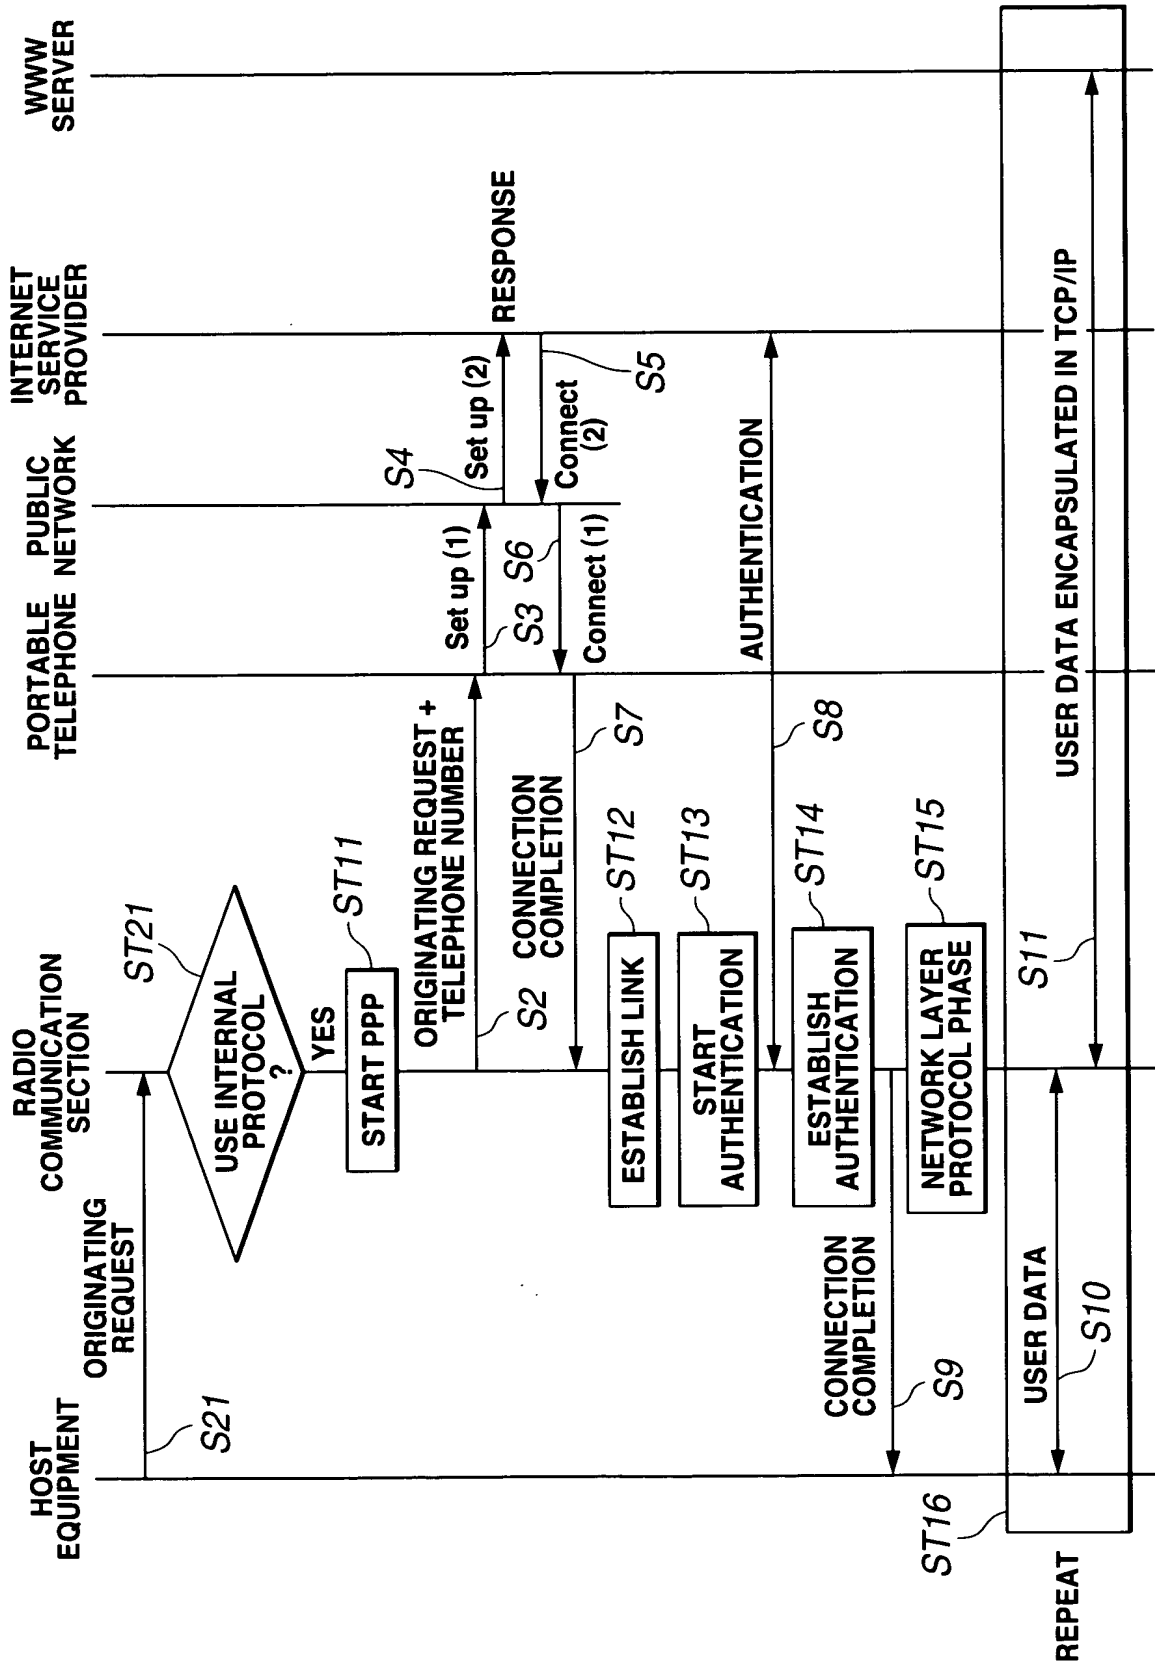 HOST
EQUIPMENT
RADIO
COMMUNICATION
SECTION
PORTABLE
TELEPHONE
PUBLIC
NETWORK
INTERNET
SERVICE
PROVIDER
WWW
SERVER
ORIGINATING
REQUEST
S21
ST21
USE INTERNAL
PROTOCOL
?
YES
START PPP
ST11
ORIGINATING REQUEST +
TELEPHONE NUMBER
S2
Set up (1)
S3
S4
Set up (2)
RESPONSE
S5
Connect
(2)
S6
Connect (1)
S7
CONNECTION
COMPLETION
ESTABLISH LINK
ST12
START
AUTHENTICATION
ST13
AUTHENTICATION
S8
ESTABLISH
AUTHENTICATION
ST14
CONNECTION
COMPLETION
S9
NETWORK LAYER
PROTOCOL PHASE
ST15
ST16
USER DATA
S10
S11
USER DATA ENCAPSULATED IN TCP/IP
REPEAT